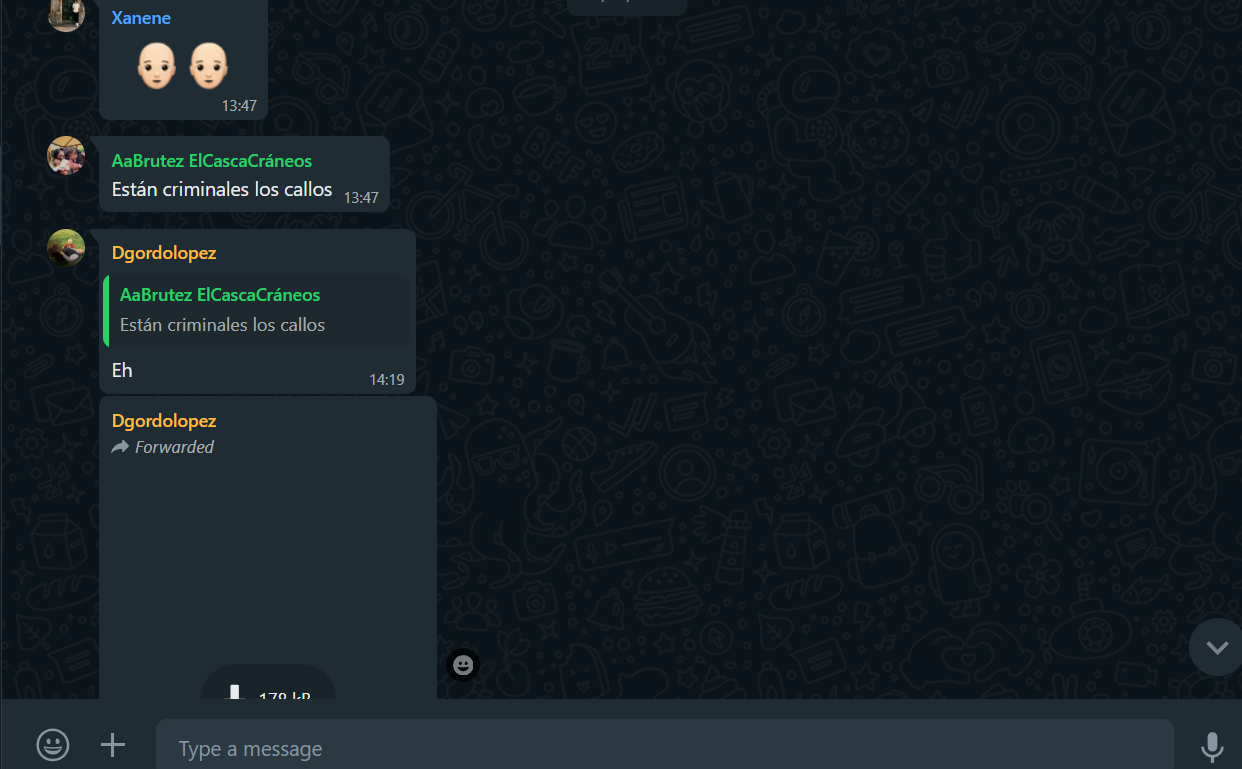 Xanene
13:47
AaBrutez ElCascaCráneos
Están criminales los callos
13:47
Dgordolopez
AaBrutez ElCascaCráneos
Están criminales los callos
Eh
14:19
Dgordolopez
Forwarded
178 kB
Type a message